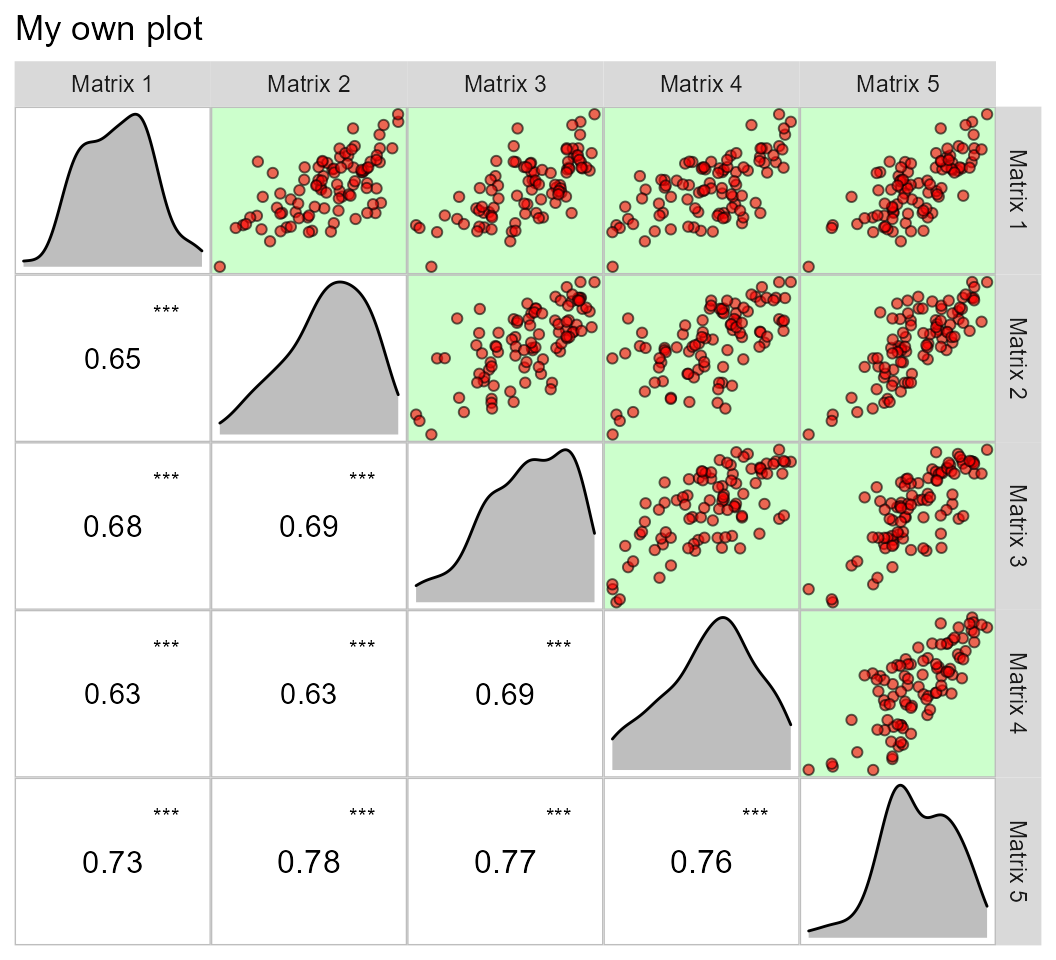 My own plot
Matrix 1 Matrix 2 Matrix 3 Matrix 4 Matrix 5
Matrix 1
***
0.65
Matrix 2
*** ***
0.68 0.69
Matrix 3
*** *** ***
0.63 0.63 0.69
Matrix 4
*** *** *** ***
0.73 0.78 0.77 0.76
Matrix 5